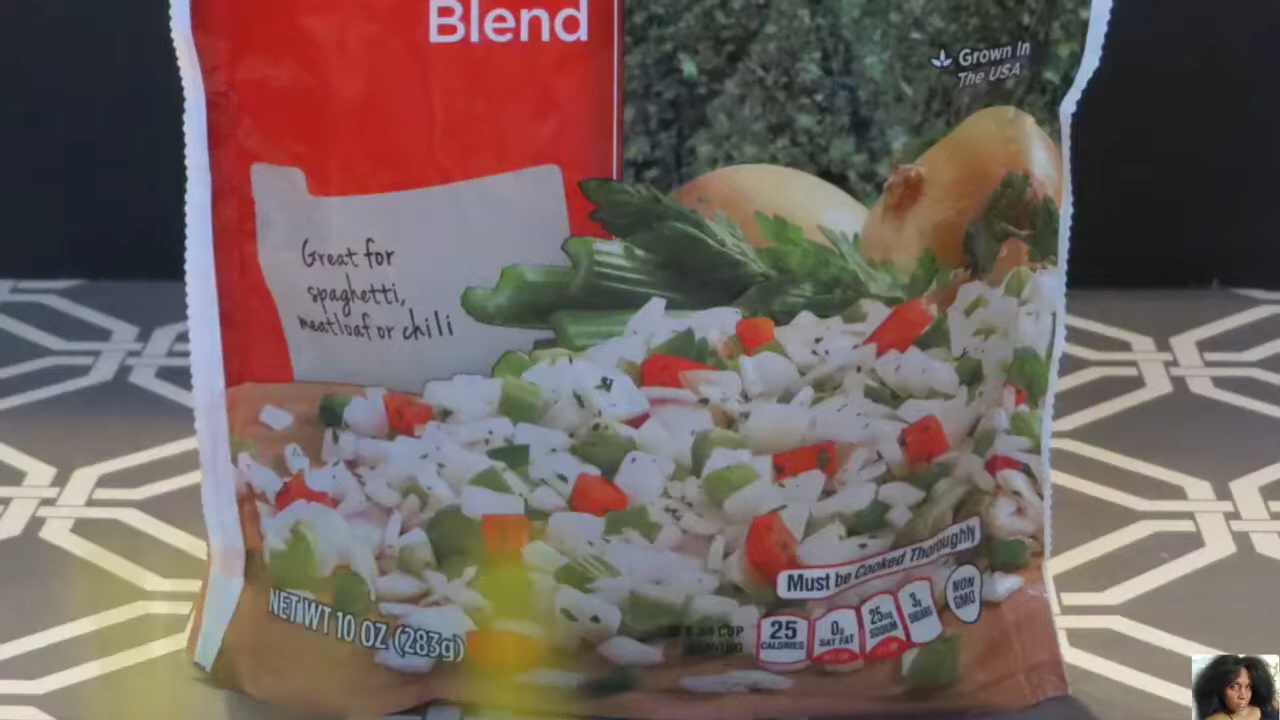 Blend
Grown In
The USA
Great for
spaghetti,
meatloaf or chili
Must be Cooked Thoroughly
NET WT 10 OZ (283g)
CUP
25
CALORIES
0g
SAT FAT
25mg
SODIUM
3g
SUGARS
NON
GMO